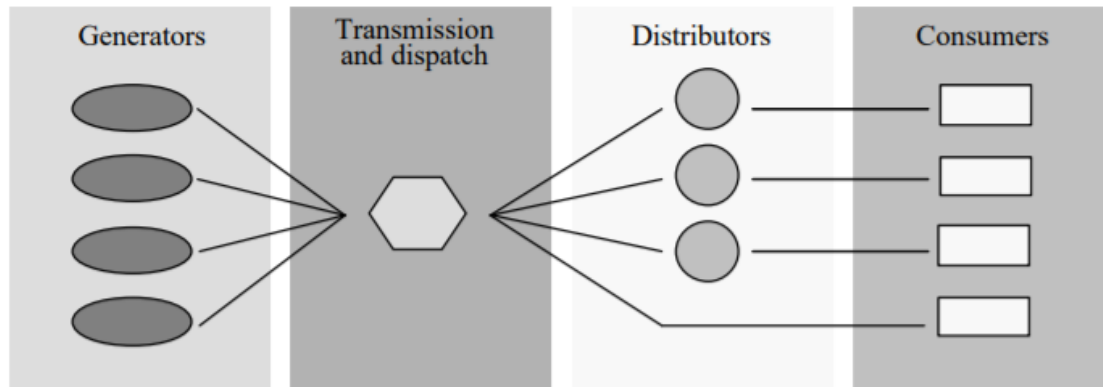 Generators
Transmission
and dispatch
Distributors
Consumers